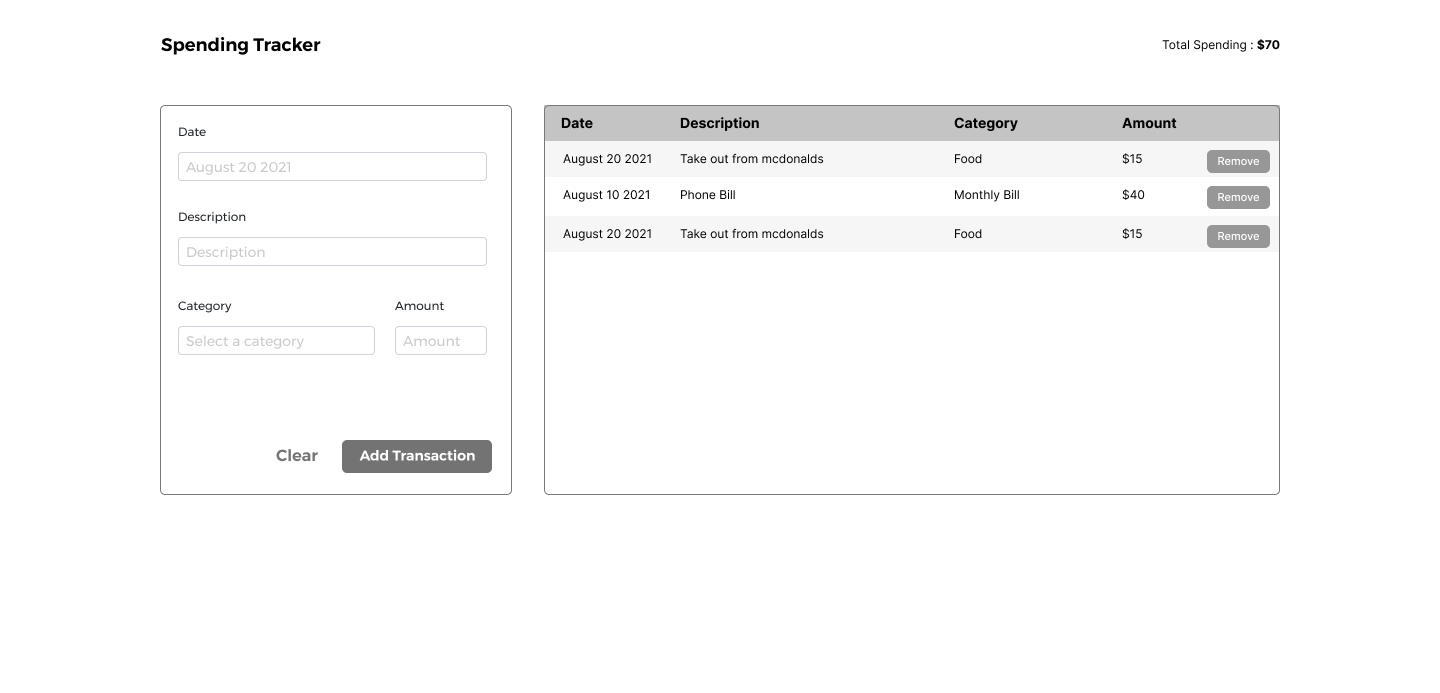 Spending Tracker
Total Spending : $70
Date
August 20 2021
Description
Description
Category Amount
Select a category Amount
Clear Add Transaction
Date Description Category Amount
August 20 2021 Take out from mcdonalds Food $15 Remove
August 10 2021 Phone Bill Monthly Bill $40 Remove
August 20 2021 Take out from mcdonalds Food $15 Remove